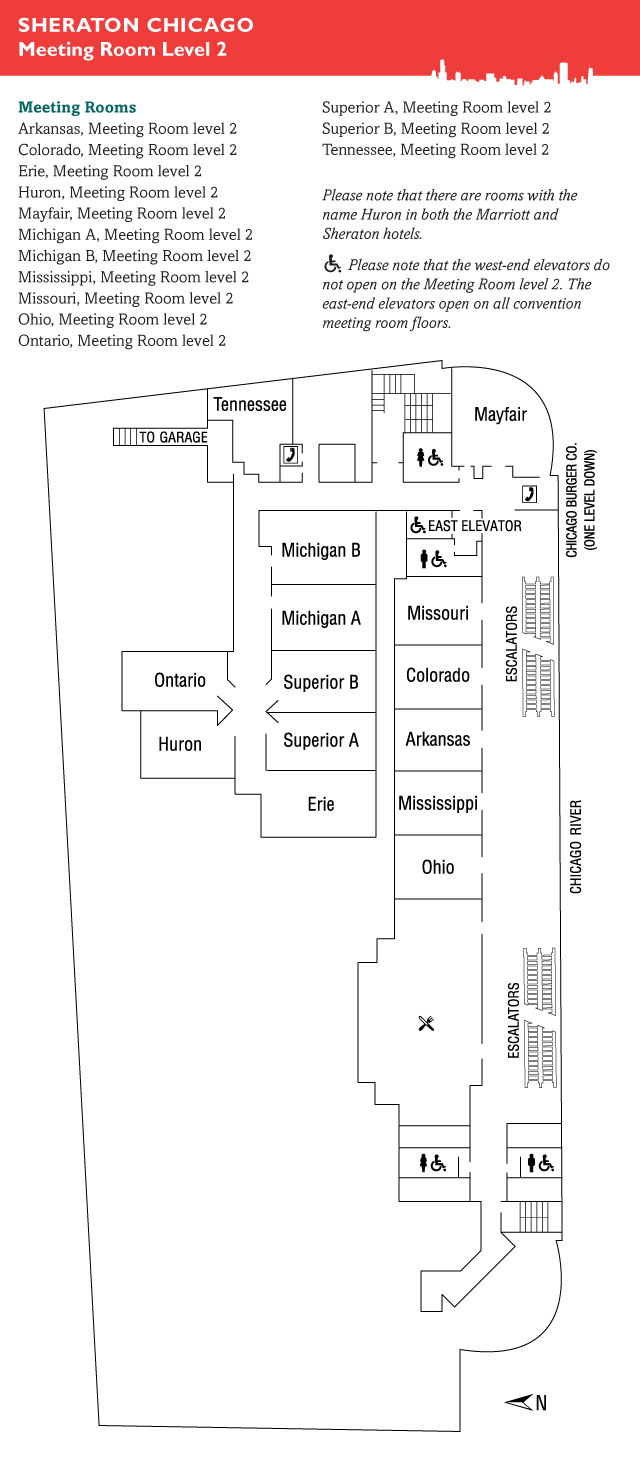 SHERATON CHICAGO
Meeting Room Level 2
Meeting Rooms
Arkansas, Meeting Room level 2
Colorado, Meeting Room level 2
Erie, Meeting Room level 2
Huron, Meeting Room level 2
Mayfair, Meeting Room level 2
Michigan A, Meeting Room level 2
Michigan B, Meeting Room level 2
Mississippi, Meeting Room level 2
Missouri, Meeting Room level 2
Ohio, Meeting Room level 2
Ontario, Meeting Room level 2
Superior A, Meeting Room level 2
Superior B, Meeting Room level 2
Tennessee, Meeting Room level 2
Please note that there are rooms with the
name Huron in both the Marriott and
Sheraton hotels.
Please note that the west-end elevators do
not open on the Meeting Room level 2. The
east-end elevators open on all convention
meeting room floors.
Tennessee
Mayfair
TO GARAGE
CHICAGO BURGER CO.
(ONE LEVEL DOWN)
EAST ELEVATOR
Michigan B
Michigan A
Missouri
ESCALATORS
Ontario
Superior B
Colorado
Huron
Superior A
Arkansas
Erie
Mississippi
CHICAGO RIVER
Ohio
ESCALATORS
N